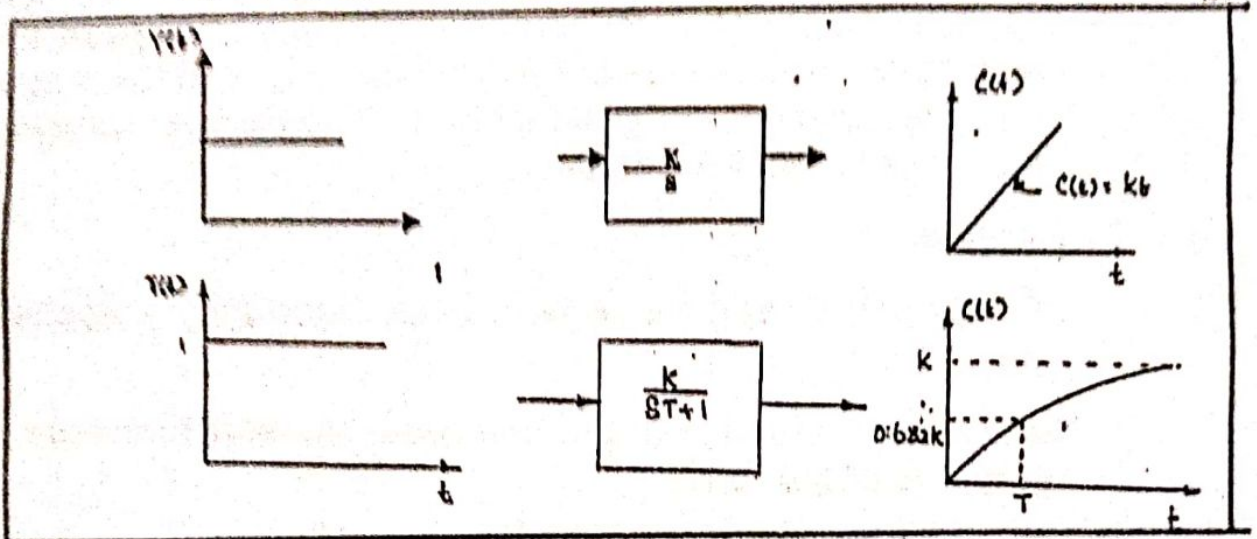 r(t)
K
S
C(t)
C(t) = kt
t
r(t)
1
t
K
ST+1
C(t)
K
0.632K
T
t